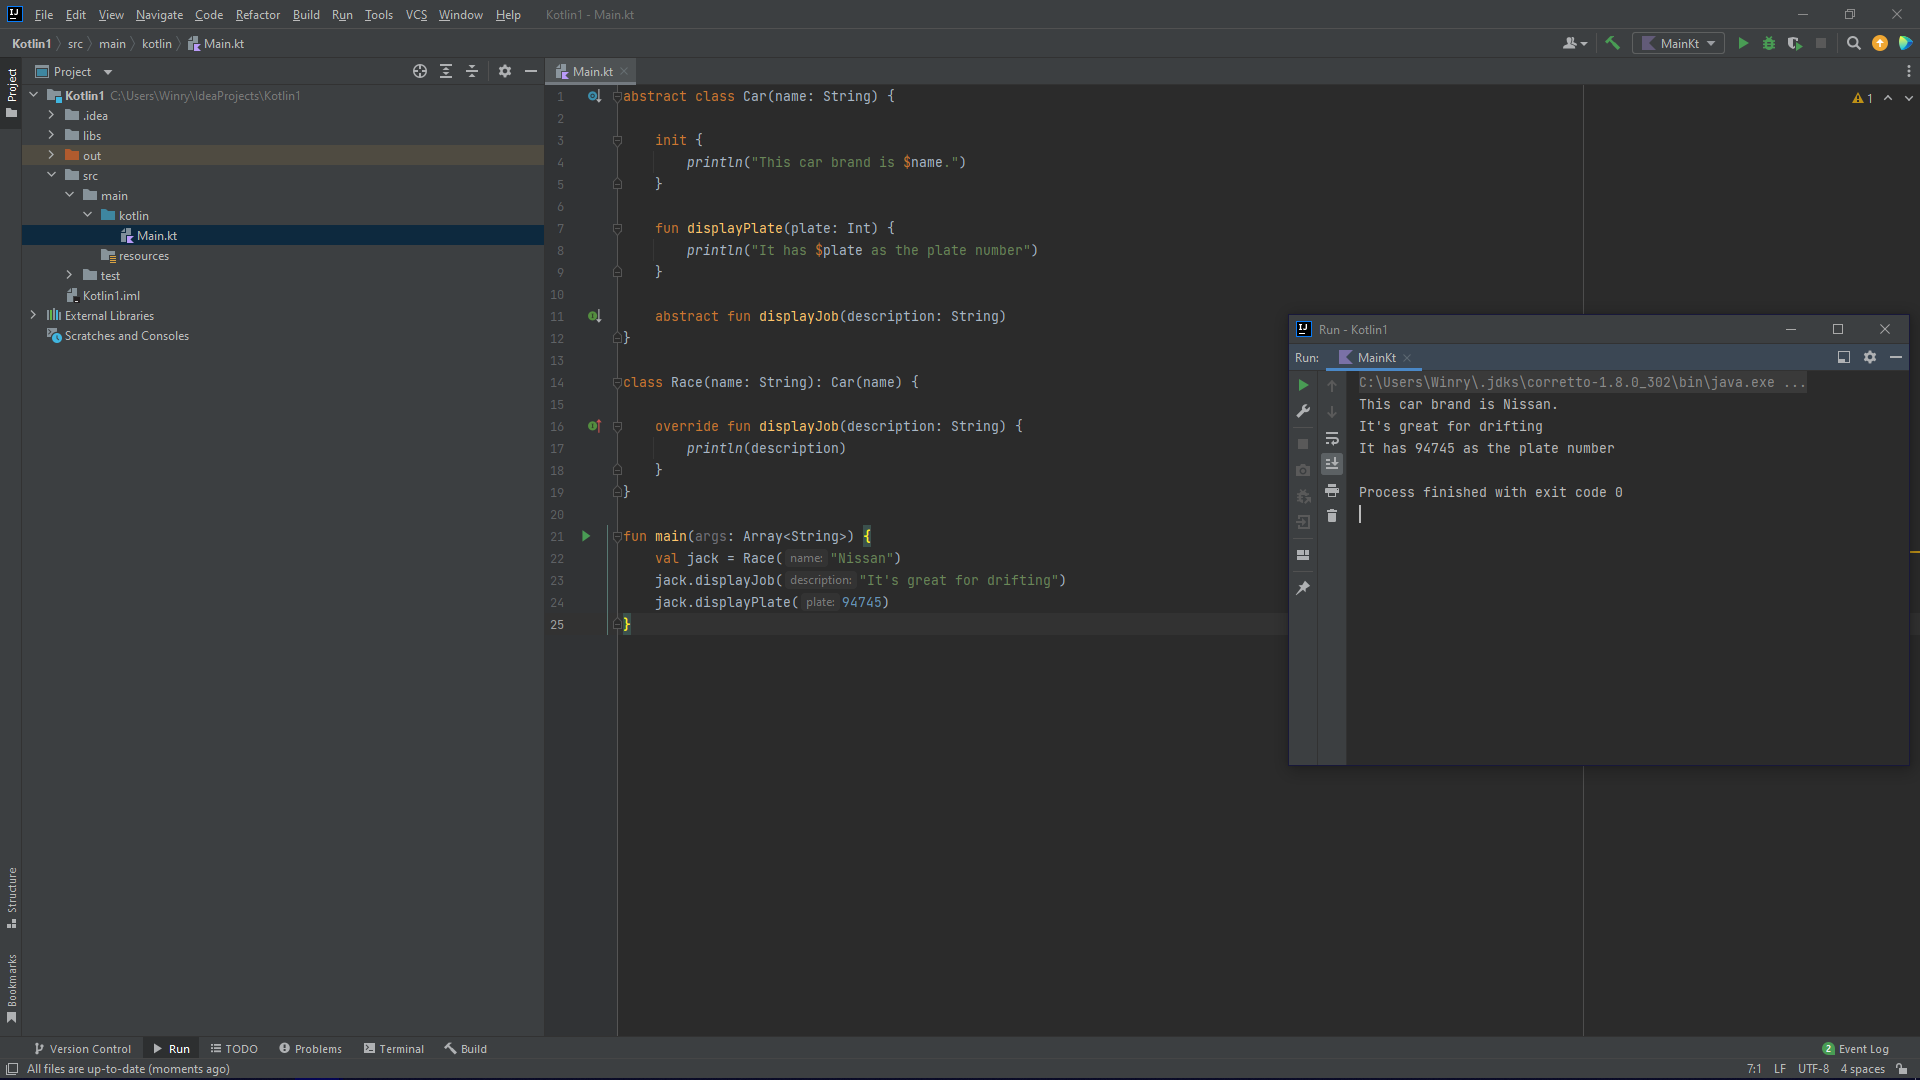 File Edit View Navigate Code Refactor Build Run Tools VCS Window Help Kotlin1 - Main.kt
Kotlin1 src main kotlin Main.kt
MainKt
Project
Project
Kotlin1 C:\Users\Winry\IdeaProjects\Kotlin1
.idea
libs
out
src
main
kotlin
Main.kt
resources
test
Kotlin1.iml
External Libraries
Scratches and Consoles
Structure
Bookmarks
Main.kt
1
1 abstract class Car(name: String) {
2
3 init {
4 println("This car brand is $name.")
5 }
6
7 fun displayPlate(plate: Int) {
8 println("It has $plate as the plate number")
9 }
10
11 abstract fun displayJob(description: String)
12 }
13
14 class Race(name: String): Car(name) {
15
16 override fun displayJob(description: String) {
17 println(description)
18 }
19 }
20
21 fun main(args: Array<String>) {
22 val jack = Race( name: "Nissan")
23 jack.displayJob( description: "It's great for drifting")
24 jack.displayPlate( plate: 94745)
25 }
Run - Kotlin1
Run: MainKt
C:\Users\Winry\.jdks\corretto-1.8.0_302\bin\java.exe ...
This car brand is Nissan.
It's great for drifting
It has 94745 as the plate number
Process finished with exit code 0
Version Control Run TODO Problems Terminal Build
2 Event Log
All files are up-to-date (moments ago)
7:1 LF UTF-8 4 spaces